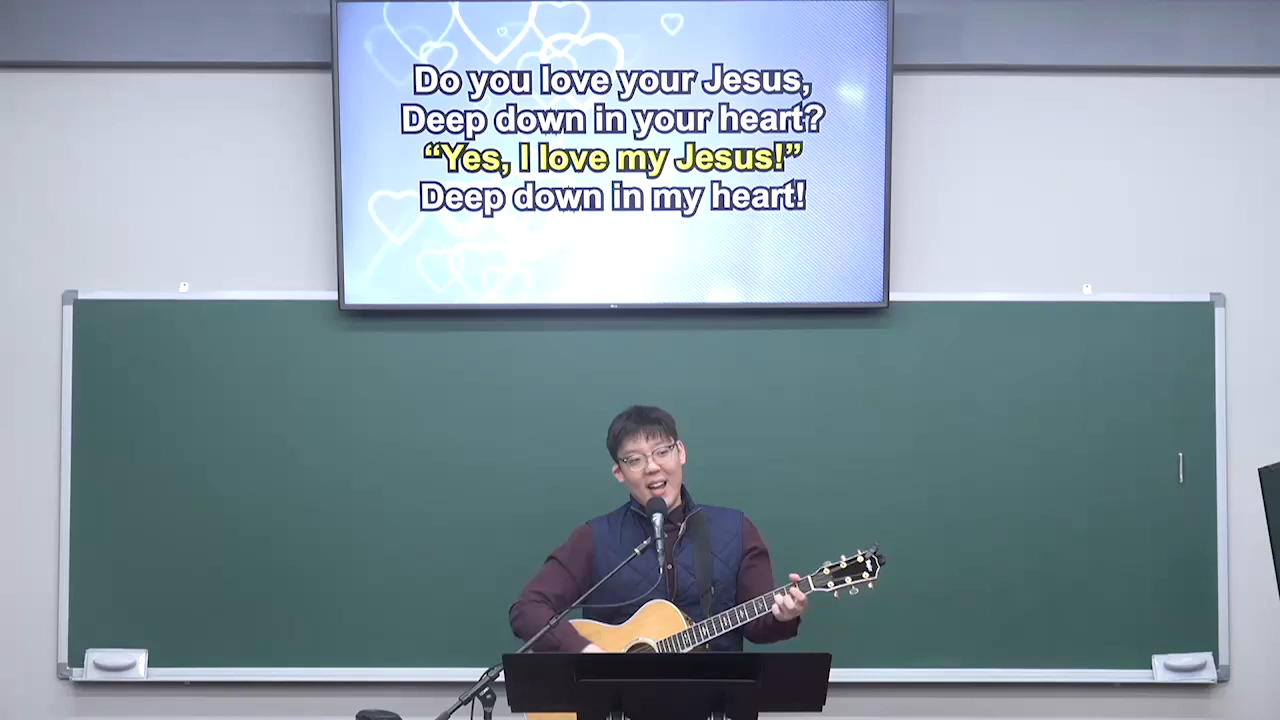 Do you love your Jesus,
Deep down in your heart?
“Yes, I love my Jesus!”
Deep down in my heart!